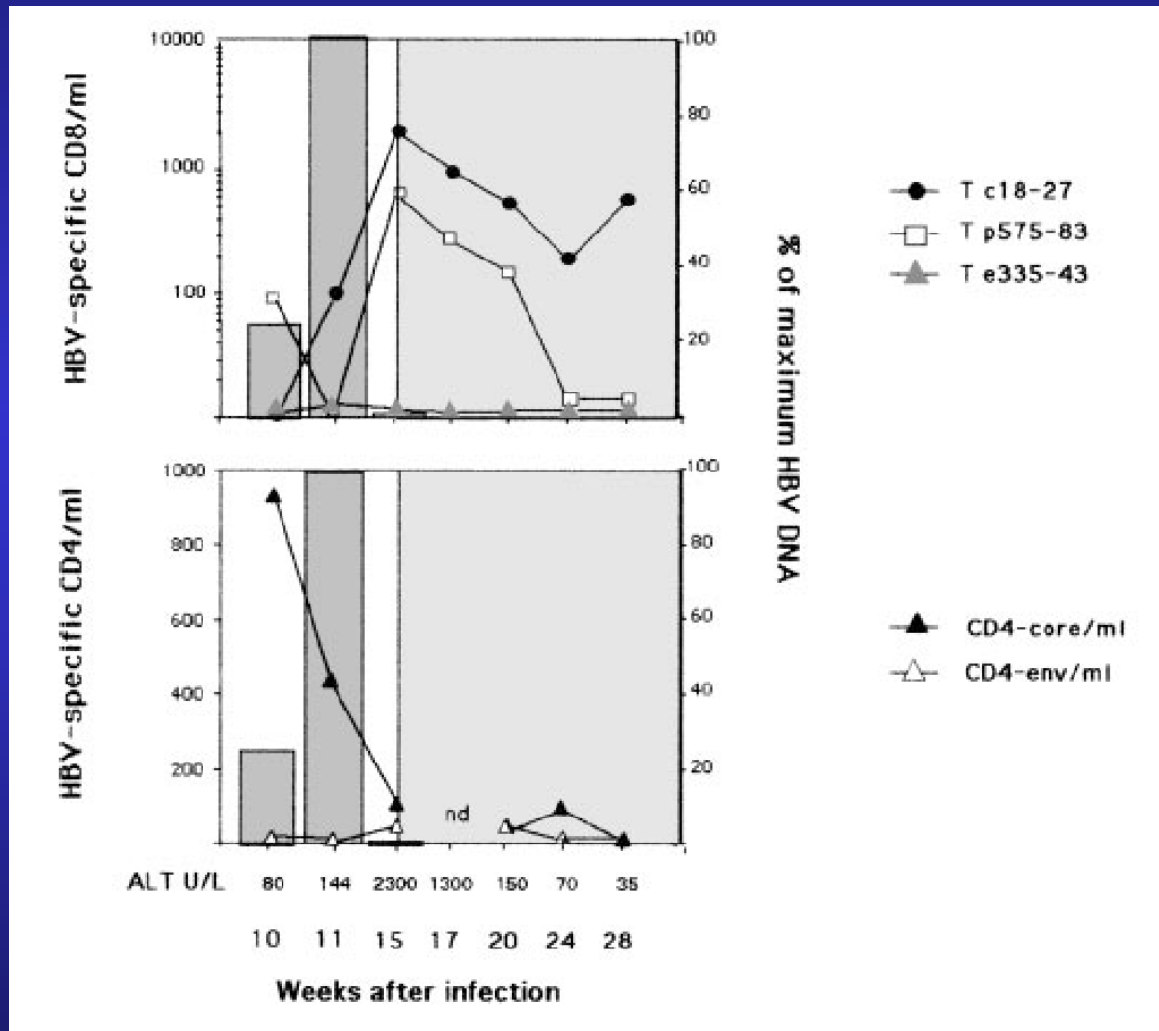 HBV-specific CD8/ml
10000
1000
100
100
80
60
40
20
0
% of maximum HBV DNA
T c18-27
T p575-83
T e335-43
HBV-specific CD4/ml
1000
800
600
400
200
100
80
60
40
20
nd
CD4-core/ml
CD4-env/ml
ALT U/L 80 144 2300 1300 150 70 35
10 11 15 17 20 24 28
Weeks after infection